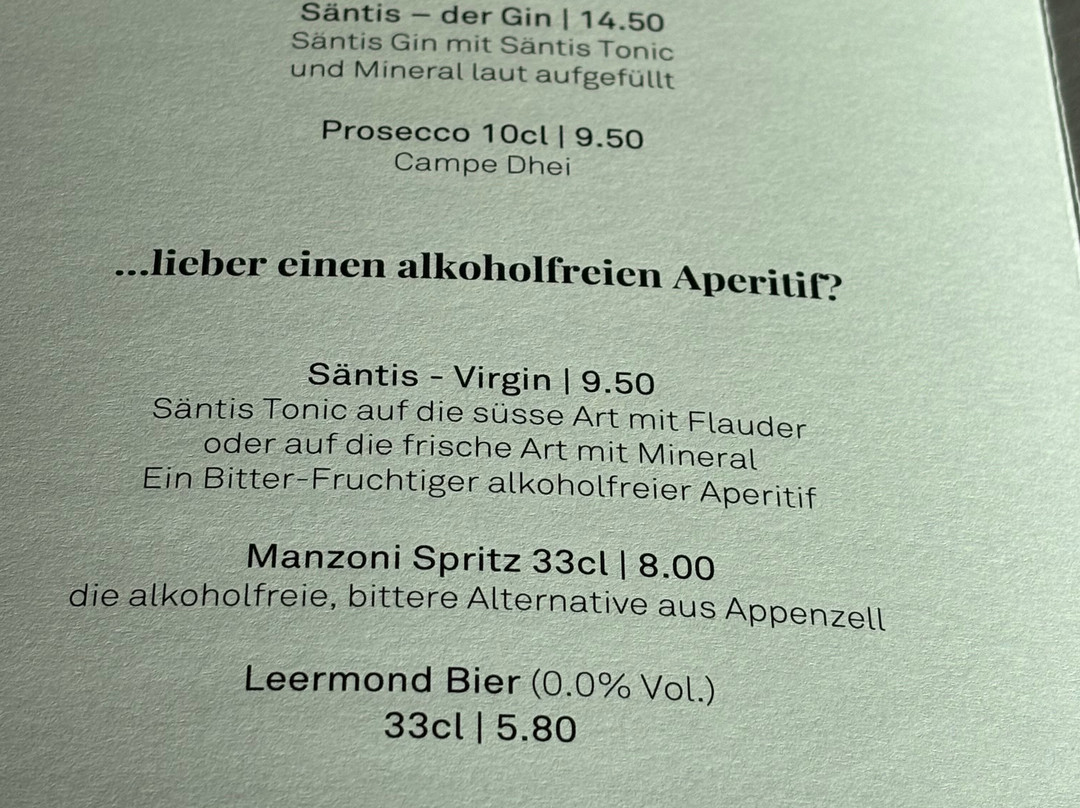 Säntis – der Gin | 14.50
Säntis Gin mit Säntis Tonic
und Mineral laut aufgefüllt
Prosecco 10cl | 9.50
Campe Dhei
...lieber einen alkoholfreien Aperitif?
Säntis - Virgin | 9.50
Säntis Tonic auf die süsse Art mit Flauder
oder auf die frische Art mit Mineral
Ein Bitter-Fruchtiger alkoholfreier Aperitif
Manzoni Spritz 33cl | 8.00
die alkoholfreie, bittere Alternative aus Appenzell
Leermond Bier (0.0% Vol.)
33cl | 5.80